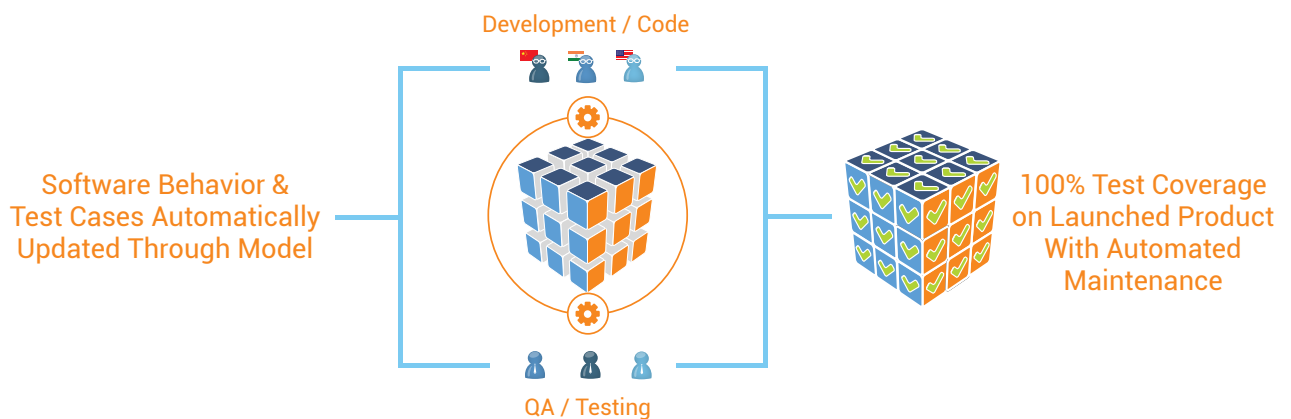 Development / Code
Software Behavior &
Test Cases Automatically
Updated Through Model
100% Test Coverage
on Launched Product
With Automated
Maintenance
QA / Testing